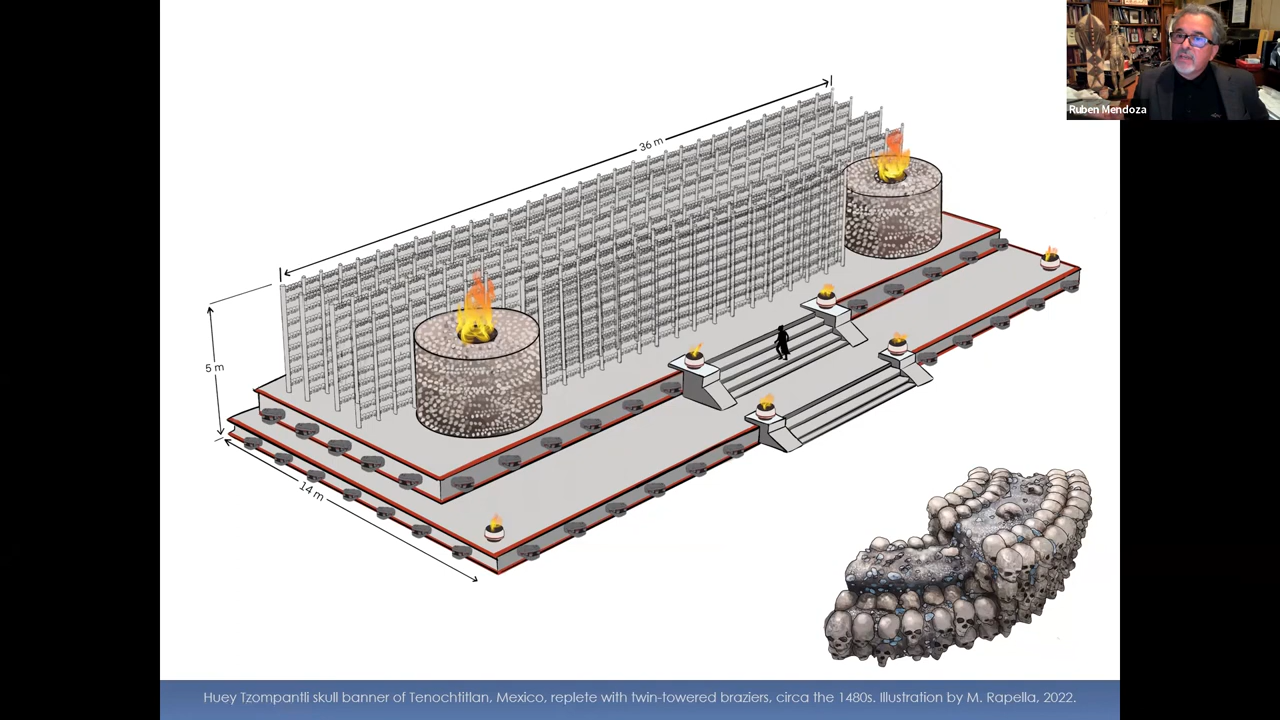 Ruben Mendoza
36 m
5 m
14 m
Huey Tzompantli skull banner of Tenochtitlan, Mexico, replete with twin-towered braziers, circa the 1480s. Illustration by M. Rapella, 2022.